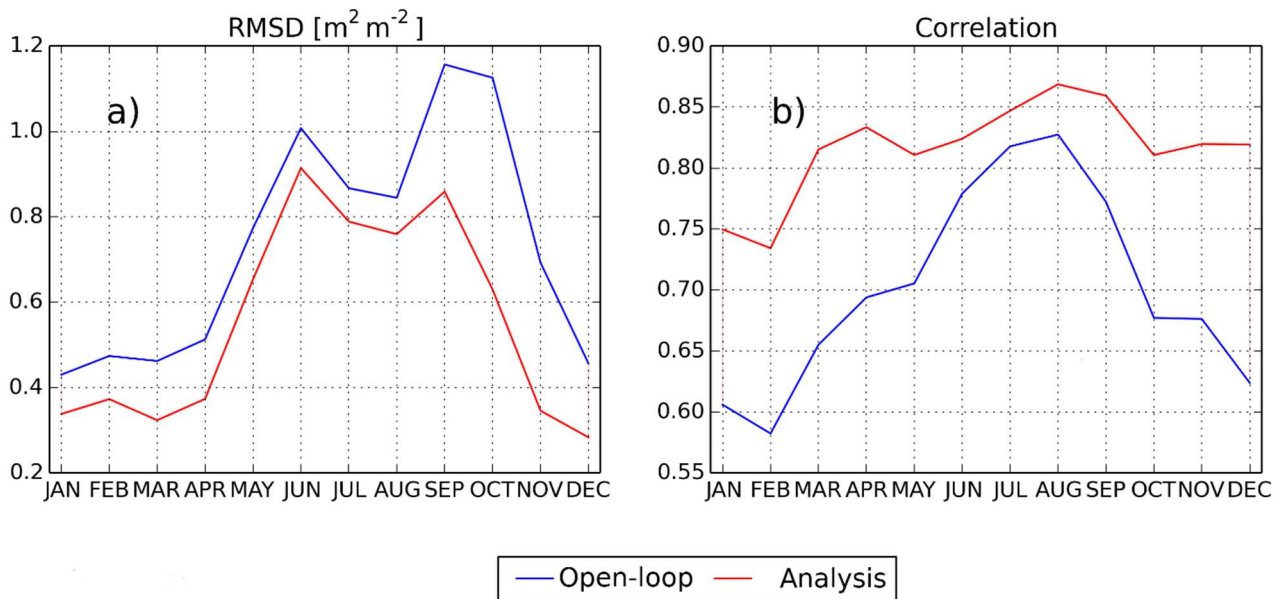 RMSD [m² m⁻²]
a)
1.2
1.0
0.8
0.6
0.4
0.2
JAN FEB MAR APR MAY JUN JUL AUG SEP OCT NOV DEC
Correlation
b)
0.90
0.85
0.80
0.75
0.70
0.65
0.60
0.55
JAN FEB MAR APR MAY JUN JUL AUG SEP OCT NOV DEC
Open-loop Analysis